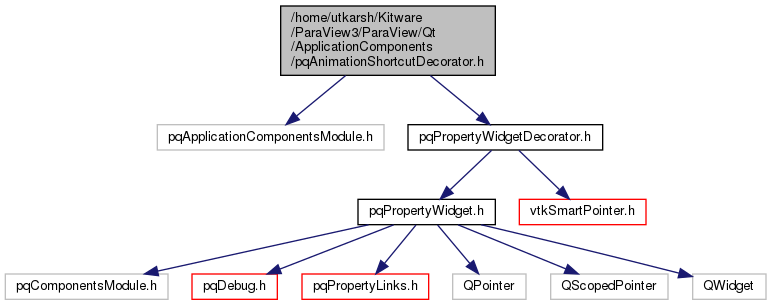 /home/utkarsh/Kitware
/ParaView3/ParaView/Qt
/ApplicationComponents
/pqAnimationShortcutDecorator.h
pqApplicationComponentsModule.h
pqPropertyWidgetDecorator.h
pqPropertyWidget.h
vtkSmartPointer.h
pqComponentsModule.h
pqDebug.h
pqPropertyLinks.h
QPointer
QScopedPointer
QWidget